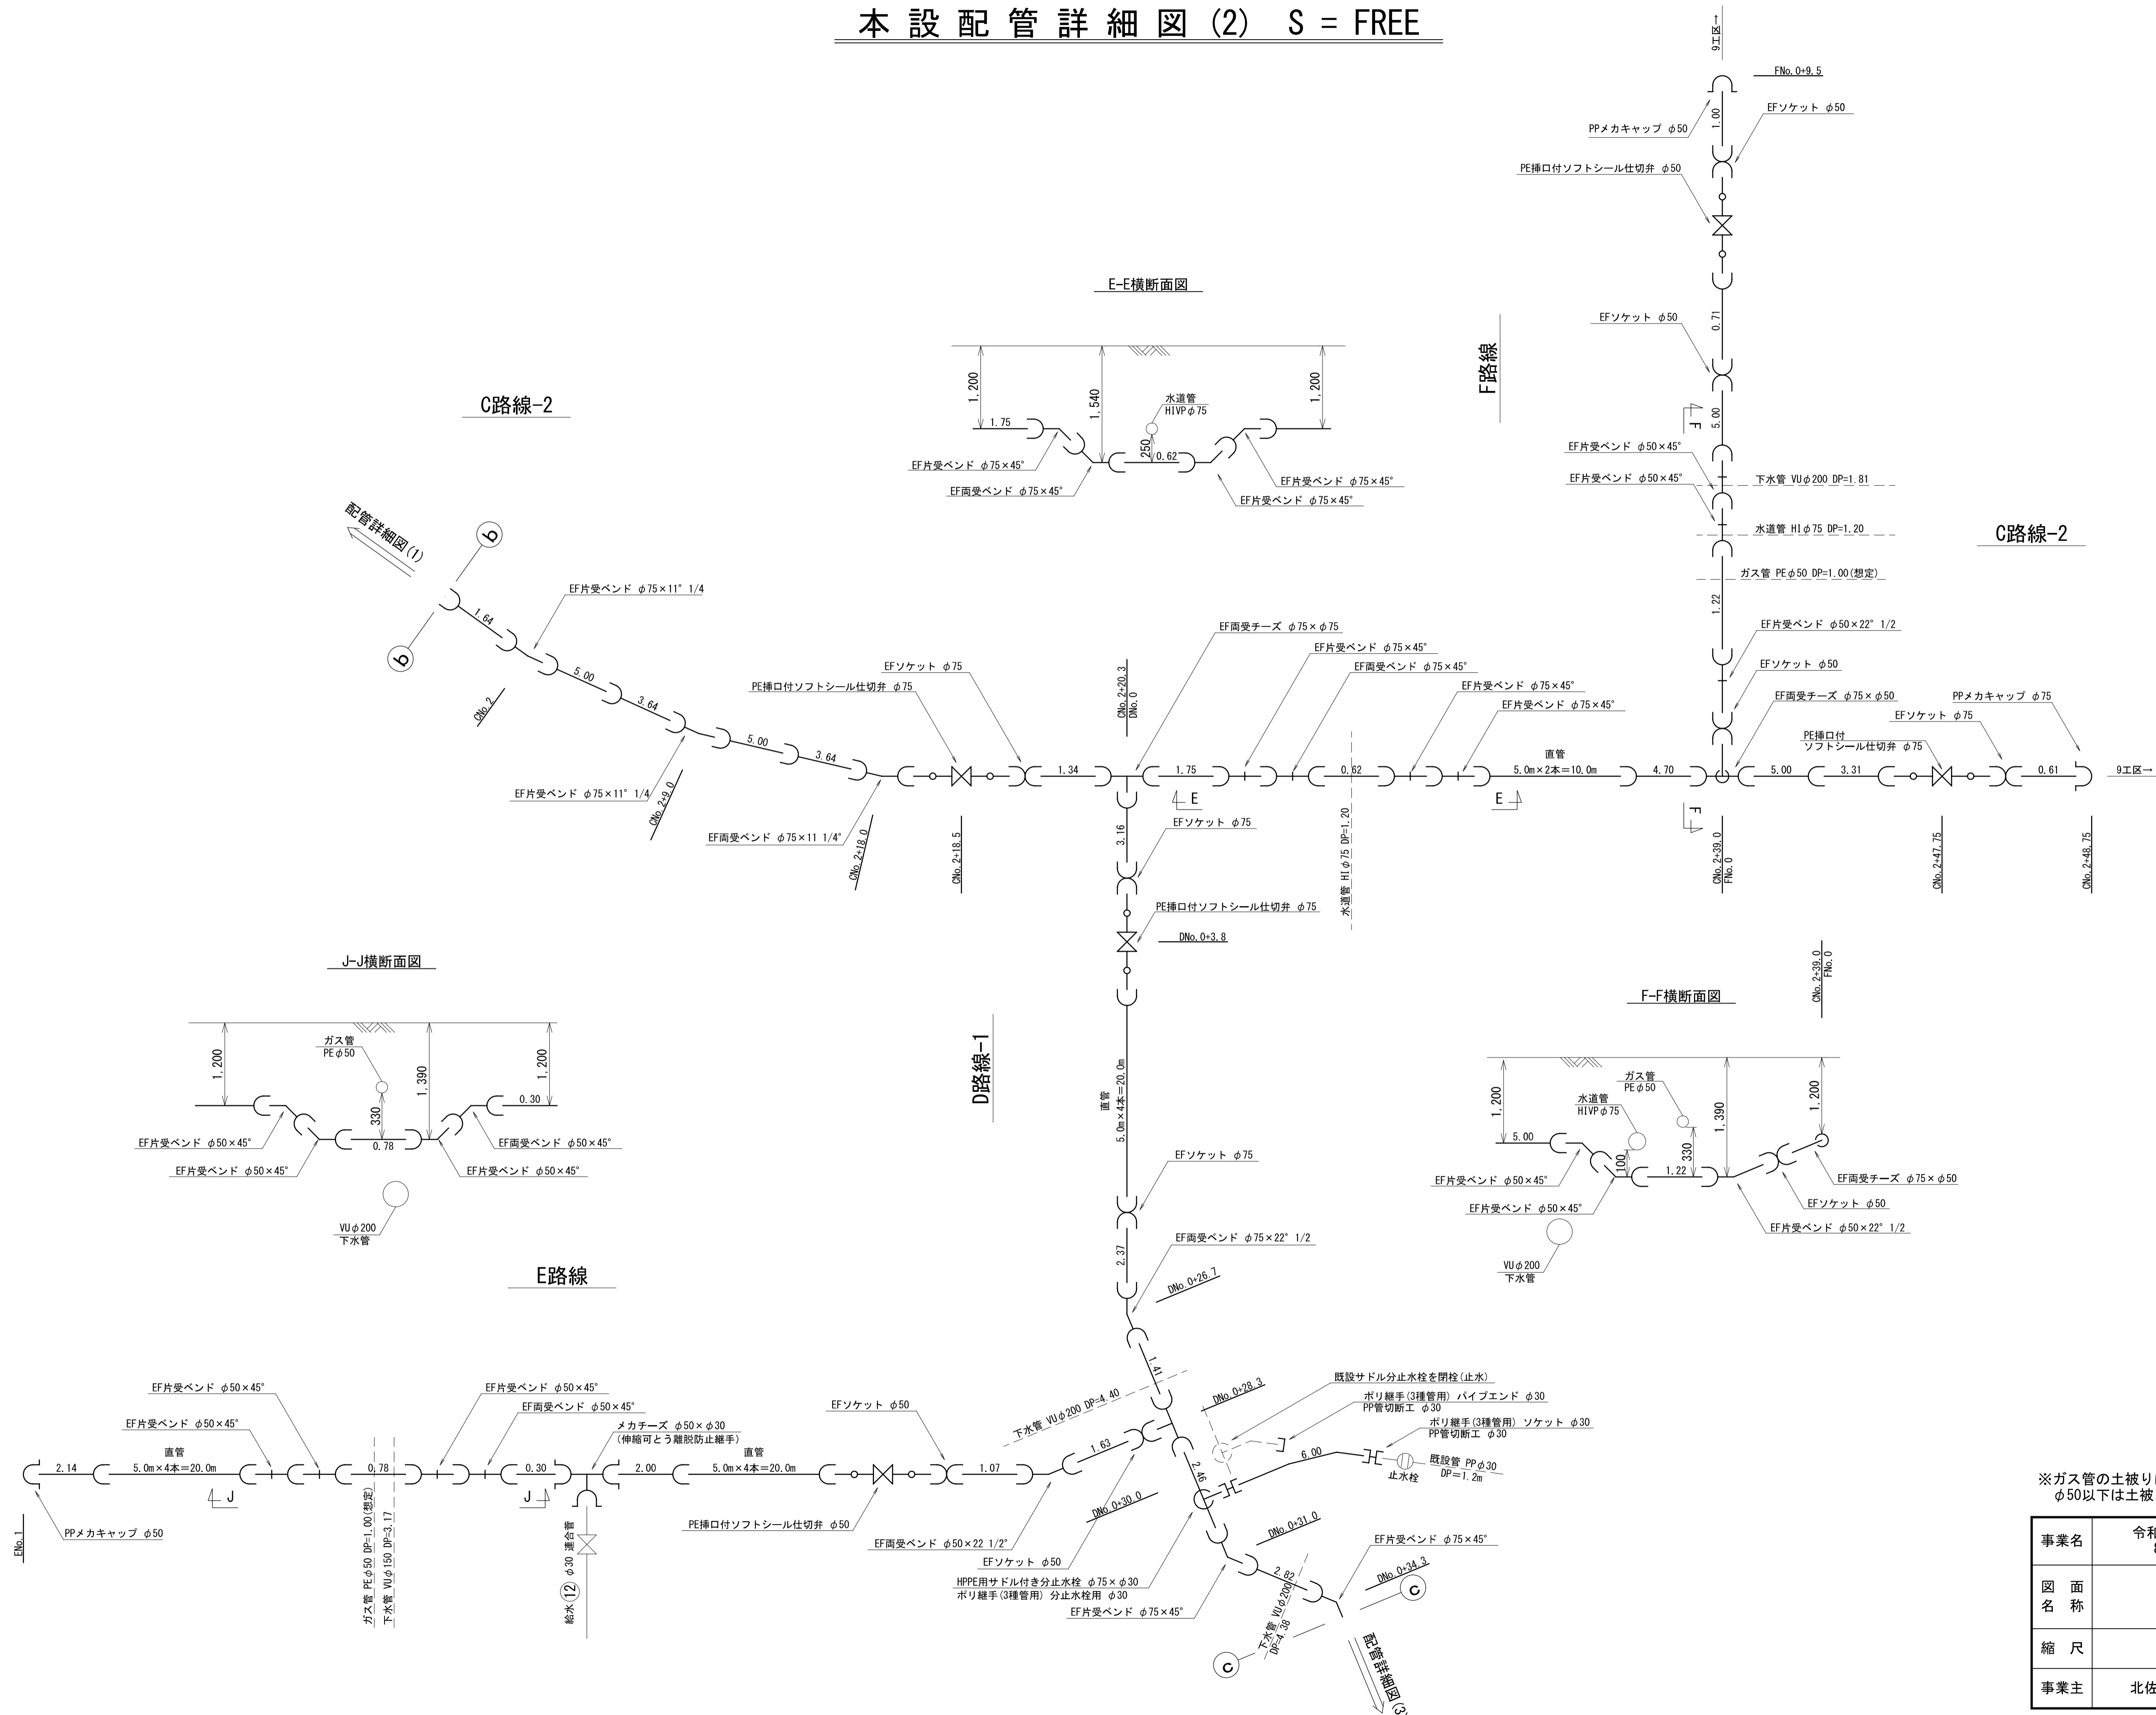 本設配管詳細図(2) S = FREE
9工区→
FNo.0+9.5
1.00
EFソケット φ50
PPメカキャップ φ50
PE挿口付ソフトシール仕切弁 φ50
0.71
EFソケット φ50
F路線
5.00
F
EF片受ベンド φ50×45°
EF片受ベンド φ50×45°
下水管 VUφ200 DP=1.81
水道管 HIφ75 DP=1.20
ガス管 PEφ50 DP=1.00(想定)
1.22
EF片受ベンド φ50×22° 1/2
EFソケット φ50
EF両受チーズ φ75×φ50
E-E横断面図
1.200
1.540
1.200
水道管
HIVPφ75
250
1.75
0.62
EF片受ベンド φ75×45°
EF両受ベンド φ75×45°
EF片受ベンド φ75×45°
EF片受ベンド φ75×45°
C路線-2
C路線-2
配管詳細図(1)
b
b
1.64
EF片受ベンド φ75×11° 1/4
5.00
3.64
CNo.2
EF片受ベンド φ75×11° 1/4
CNo.2+9.0
5.00
3.64
EF両受ベンド φ75×11 1/4°
CNo.2+18.0
PE挿口付ソフトシール仕切弁 φ75
EFソケット φ75
CNo.2+18.5
1.34
CNo.2+20.3
DNo.0
EF両受チーズ φ75×φ75
EF片受ベンド φ75×45°
EF両受ベンド φ75×45°
EF片受ベンド φ75×45°
EF片受ベンド φ75×45°
1.75
0.62
E
E
水道管 HIφ75 DP=1.20
直管
5.0m×2本=10.0m
4.70
F
CNo.2+39.0
FNo.0
5.00
3.31
PE挿口付
ソフトシール仕切弁 φ75
EFソケット φ75
PPメカキャップ φ75
0.61
9工区→
CNo.2+47.75
CNo.2+48.75
3.16
EFソケット φ75
PE挿口付ソフトシール仕切弁 φ75
DNo.0+3.8
D路線-1
直管
5.0m×4本=20.0m
EFソケット φ75
2.37
EF両受ベンド φ75×22° 1/2
DNo.0+26.7
1.41
下水管 VUφ200 DP=4.40
DNo.0+28.3
既設サドル分止水栓を閉栓(止水)
ポリ継手(3種管用) パイプエンド φ30
PP管切断工 φ30
ポリ継手(3種管用) ソケット φ30
PP管切断工 φ30
6.00
止水栓
既設管 PPφ30
DP=1.2m
2.46
DNo.0+30.0
DNo.0+31.0
HPPE用サドル付き分止水栓 φ75×φ30
ポリ継手(3種管用) 分止水栓用 φ30
EF片受ベンド φ75×45°
2.82
下水管 VUφ200
DP=4.38
EF片受ベンド φ75×45°
DNo.0+34.3
c
c
配管詳細図(3)
J-J横断面図
1.200
ガス管
PEφ50
1.390
1.200
330
0.30
0.78
EF片受ベンド φ50×45°
EF片受ベンド φ50×45°
EF両受ベンド φ50×45°
EF片受ベンド φ50×45°
VUφ200
下水管
F-F横断面図
CNo.2+39.0
FNo.0
1.200
ガス管
PEφ50
水道管
HIVPφ75
1.390
1.200
5.00
100
330
1.22
EF片受ベンド φ50×45°
EF片受ベンド φ50×45°
EF両受チーズ φ75×φ50
EFソケット φ50
EF片受ベンド φ50×22° 1/2
VUφ200
下水管
E路線
EF片受ベンド φ50×45°
EF片受ベンド φ50×45°
EF片受ベンド φ50×45°
EF両受ベンド φ50×45°
メカチーズ φ50×φ30
(伸縮可とう離脱防止継手)
2.14
直管
5.0m×4本=20.0m
0.78
0.30
2.00
直管
5.0m×4本=20.0m
J
J
ENo.1
PPメカキャップ φ50
ガス管 PEφ50 DP=1.00(想定)
下水管 VUφ150 DP=3.17
給水⑫ φ30 連合管
PE挿口付ソフトシール仕切弁 φ50
EFソケット φ50
1.07
EF両受ベンド φ50×22 1/2°
1.63
EFソケット φ50
※ガス管の土被り
φ50以下は土被
事業名
令和
図面
名称
縮尺
事業主
北佐